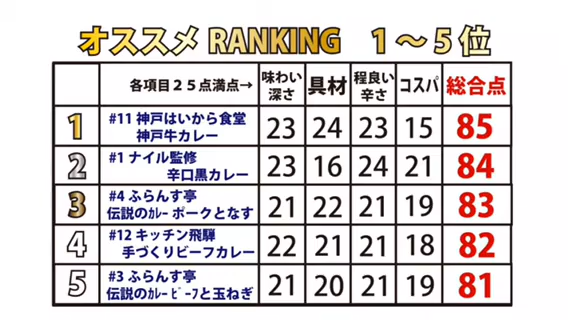 オススメ RANKING 1～5位
各項目２５点満点→ 味わい深さ 具材 程良い辛さ コスパ 総合点
1 #11 神戸はいから食堂 神戸牛カレー 23 24 23 15 85
2 #1 ナイル監修 辛口黒カレー 23 16 24 21 84
3 #4 ふらんす亭 伝説のｶﾚｰ ポークとなす 21 22 21 19 83
4 #12 キッチン飛騨 手づくりビーフカレー 22 21 21 18 82
5 #3 ふらんす亭 伝説のｶﾚｰ ﾋﾞｰﾌと玉ねぎ 21 20 21 19 81